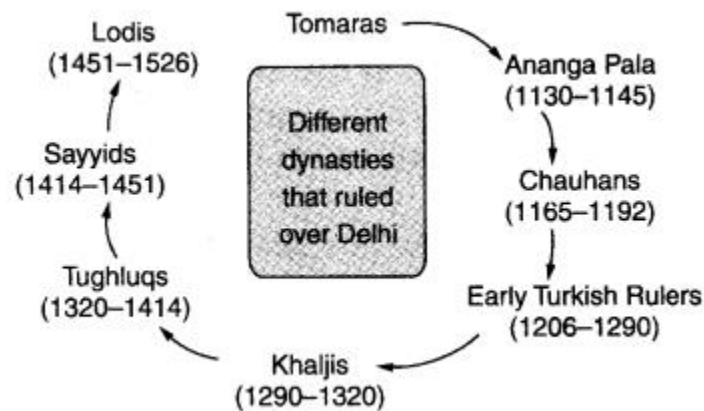 Tomaras
Ananga Pala
(1130–1145)
Chauhans
(1165–1192)
Early Turkish Rulers
(1206–1290)
Khaljis
(1290–1320)
Tughluqs
(1320–1414)
Sayyids
(1414–1451)
Lodis
(1451–1526)
Different
dynasties
that ruled
over Delhi